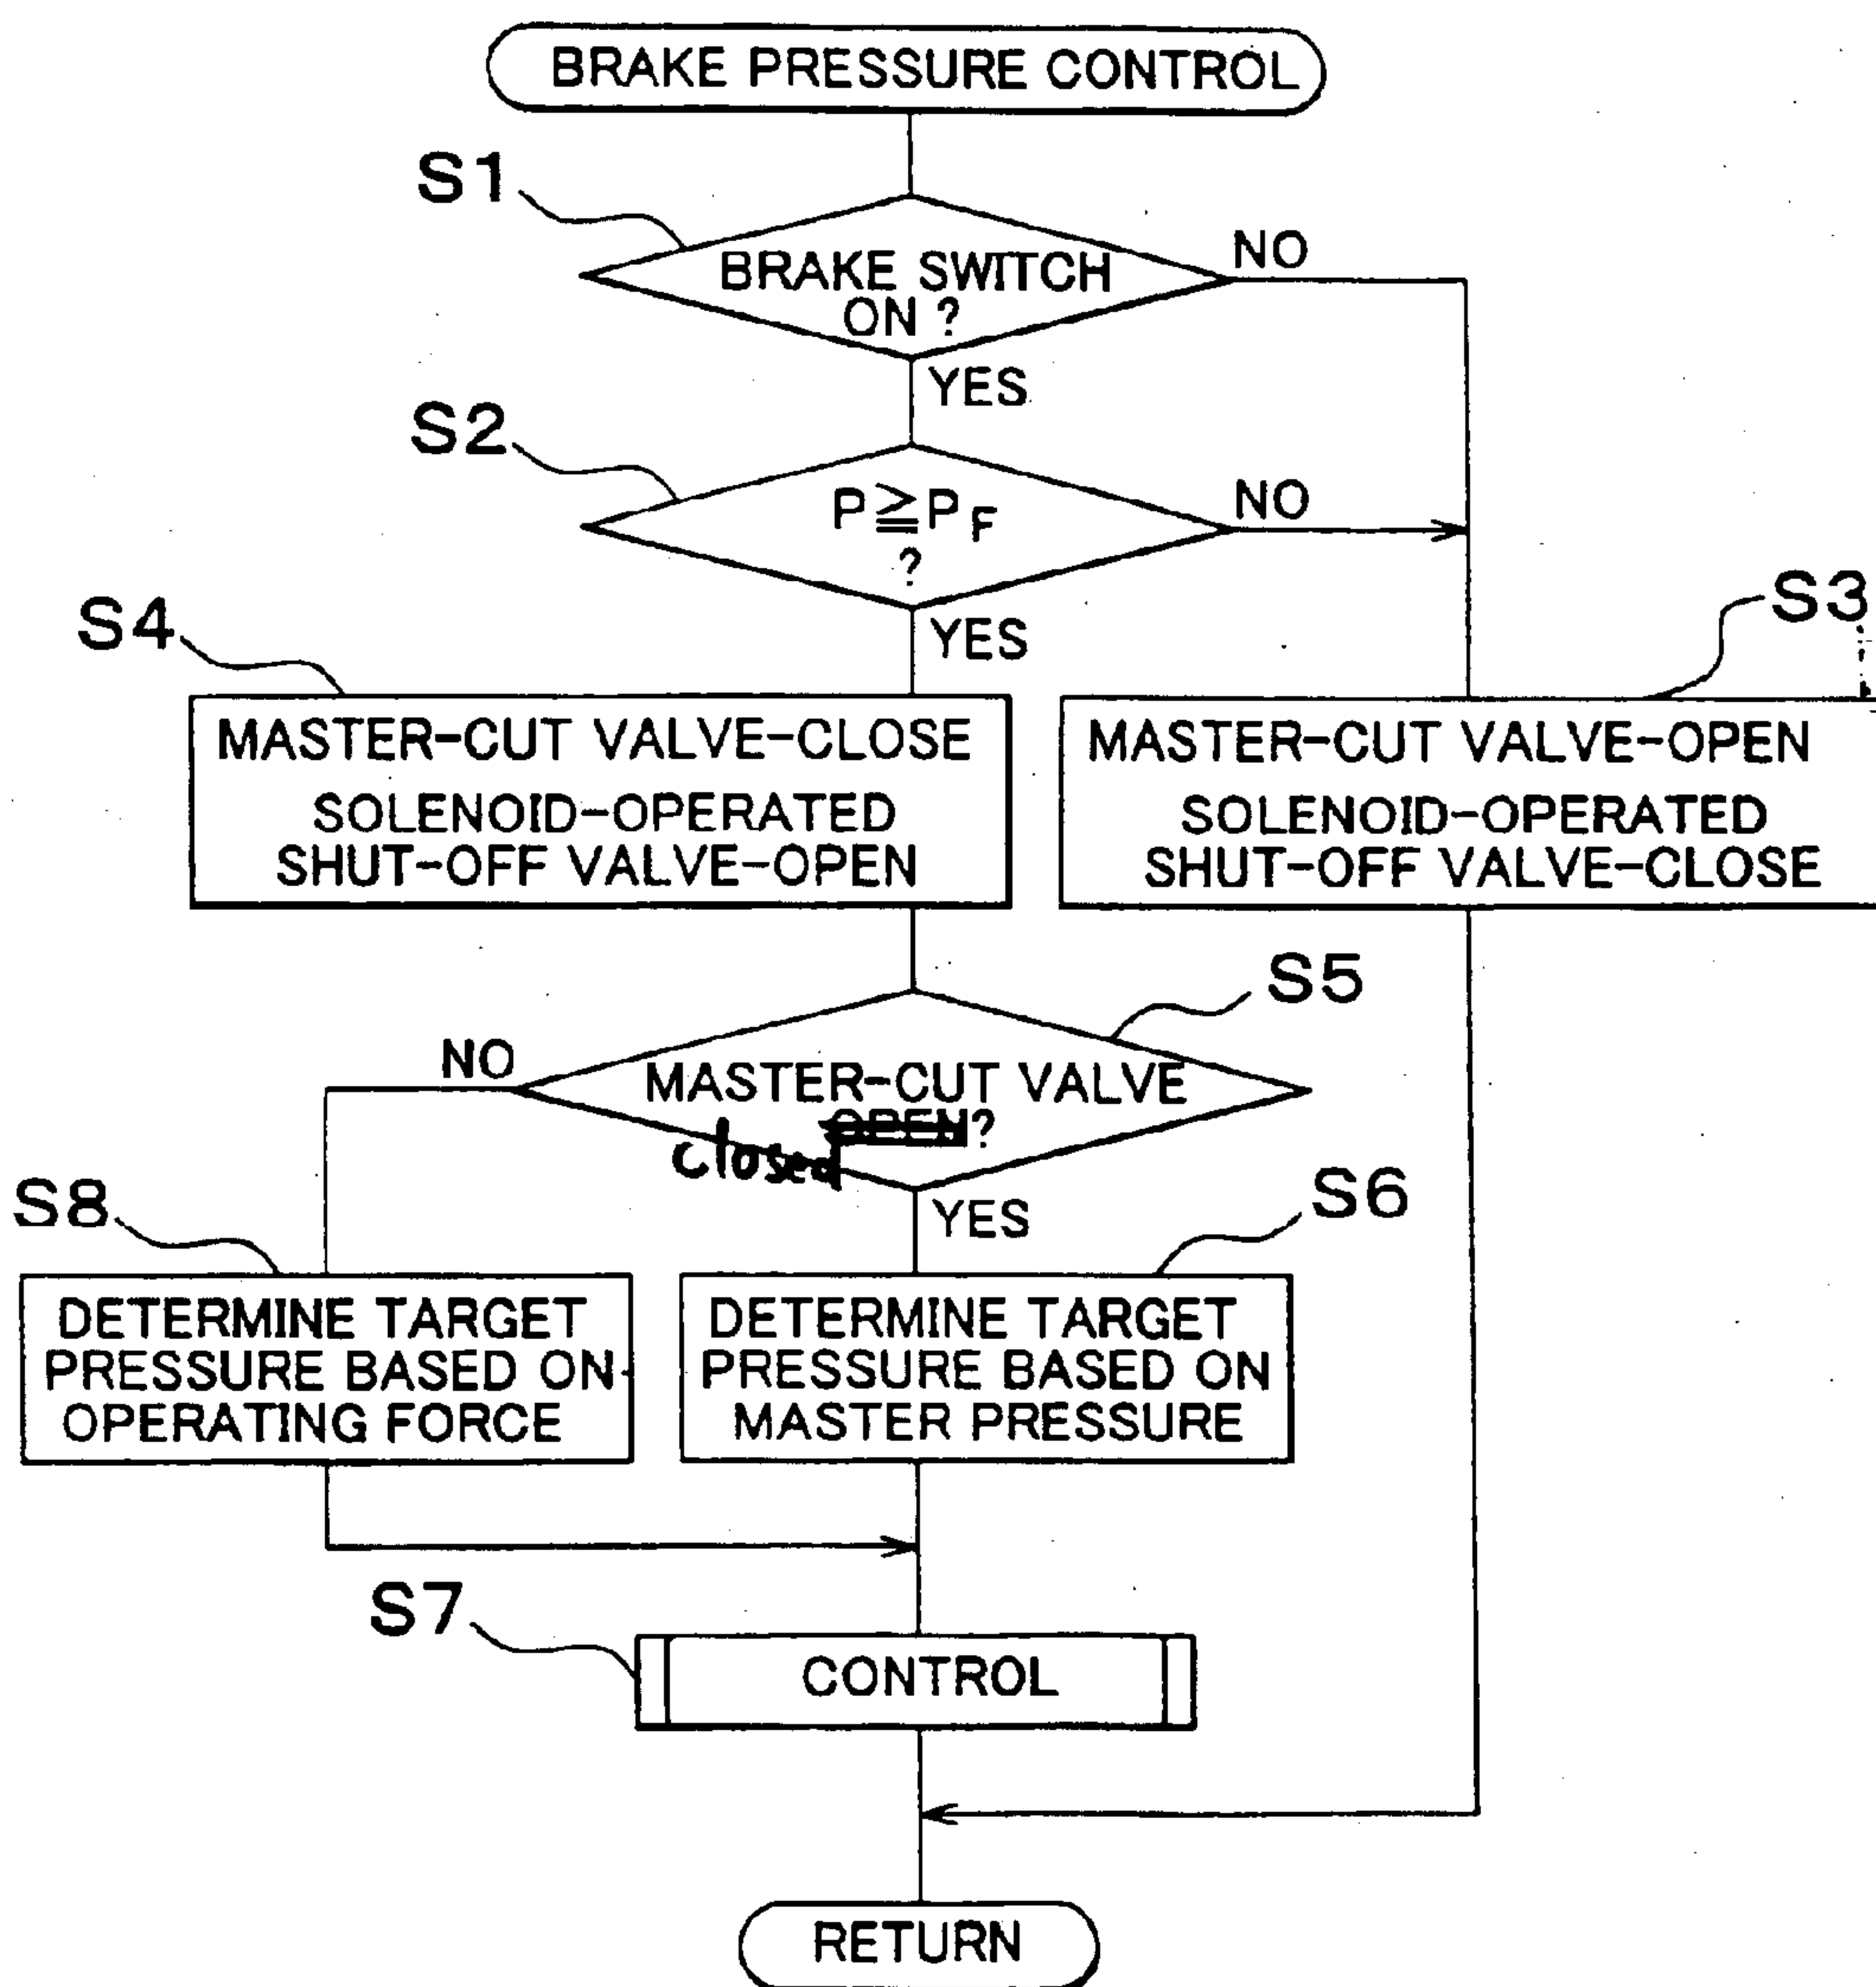 BRAKE PRESSURE CONTROL
S1
BRAKE SWITCH
ON ?
NO
YES
S2
P≧PF
?
NO
YES
S3
S4
MASTER-CUT VALVE-CLOSE
SOLENOID-OPERATED
SHUT-OFF VALVE-OPEN
MASTER-CUT VALVE-OPEN
SOLENOID-OPERATED
SHUT-OFF VALVE-CLOSE
S5
NO
MASTER-CUT VALVE
OPEN?
closed
YES
S6
S8
DETERMINE TARGET
PRESSURE BASED ON
OPERATING FORCE
DETERMINE TARGET
PRESSURE BASED ON
MASTER PRESSURE
S7
CONTROL
RETURN